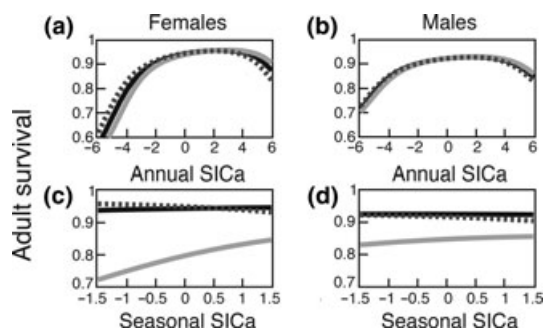 Females
Males
(a)
(b)
1
0.9
0.8
0.7
0.6
1
0.9
0.8
0.7
0.6
-6 -4 -2 0 2 4 6
-6 -4 -2 0 2 4 6
Annual SICa
Annual SICa
Adult survival
(c)
(d)
1
0.9
0.8
0.7
1
0.9
0.8
0.7
-1.5 -1 -0.5 0 0.5 1 1.5
-1.5 -1 -0.5 0 0.5 1 1.5
Seasonal SICa
Seasonal SICa